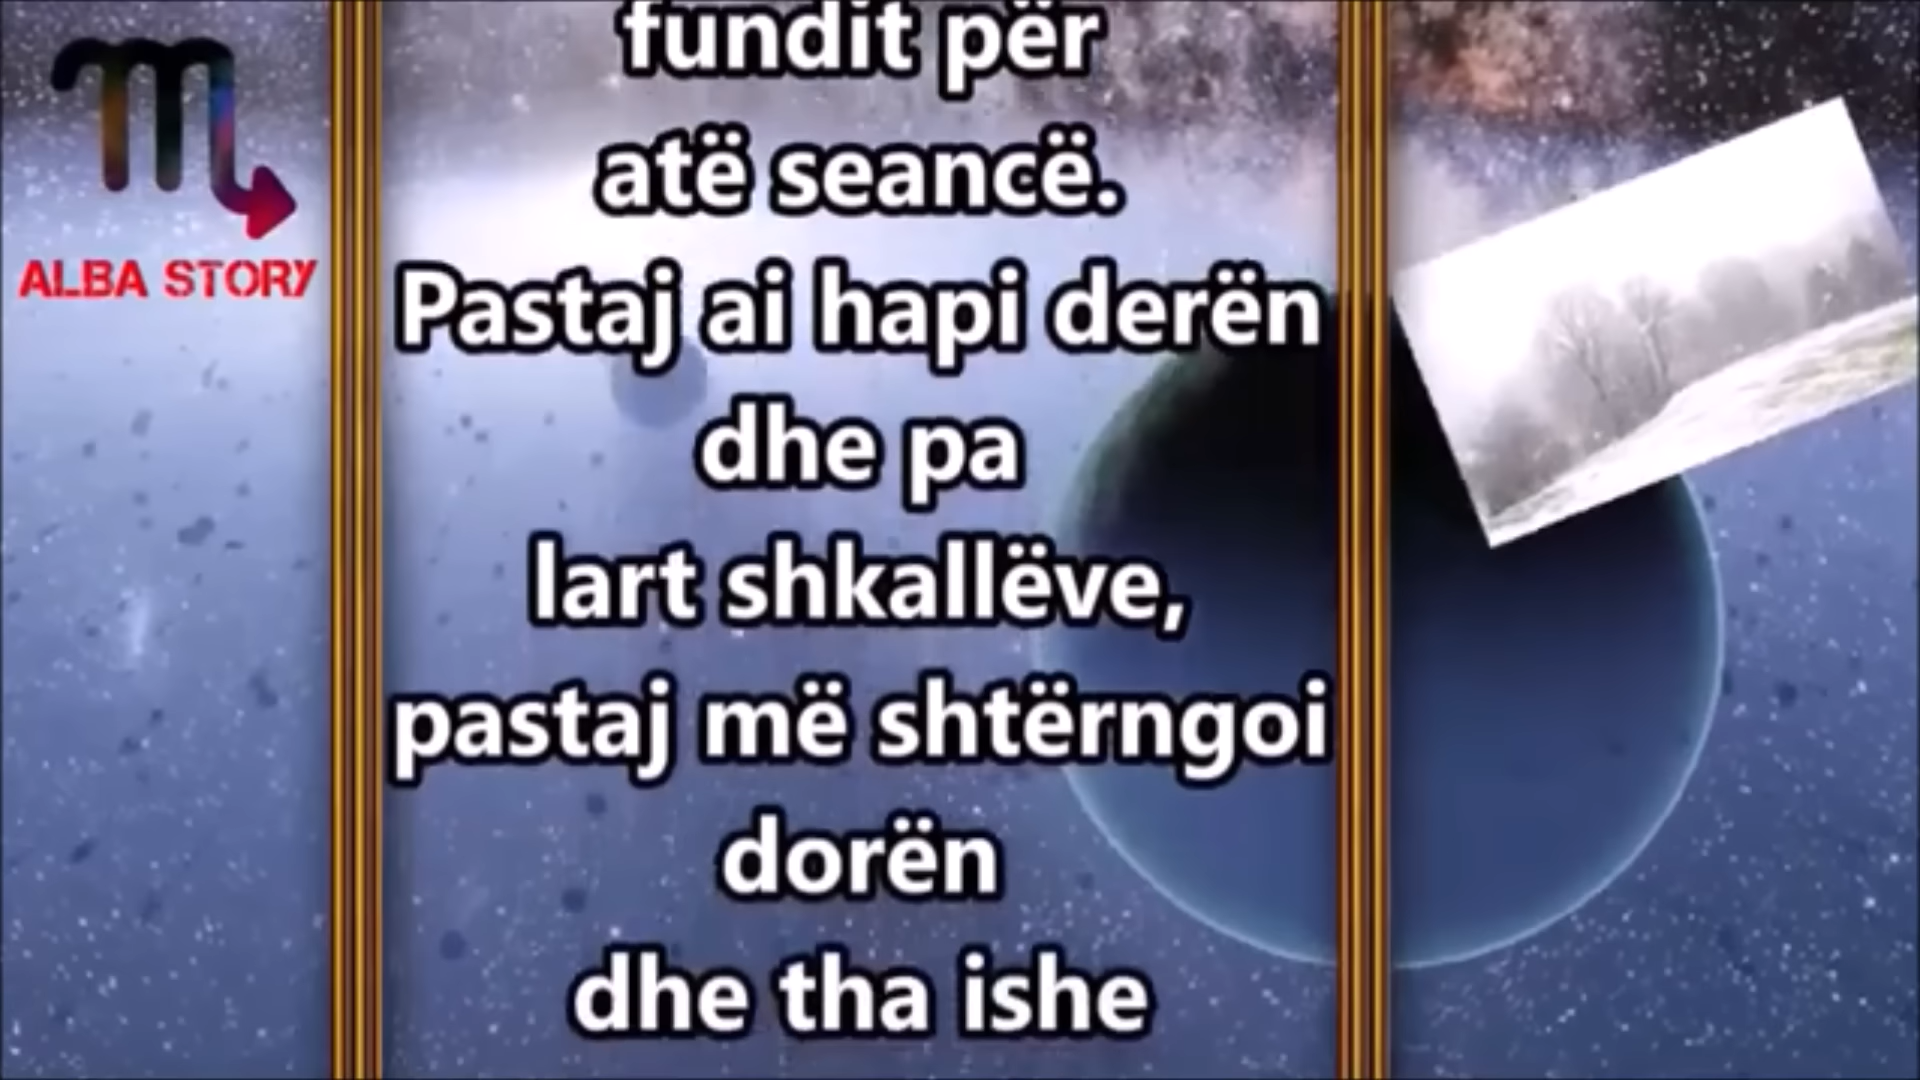 ALBA STORY
fundit për
atë seancë.
Pastaj ai hapi derën
dhe pa
lart shkallëve,
pastaj më shtërngoi
dorën
dhe tha ishe